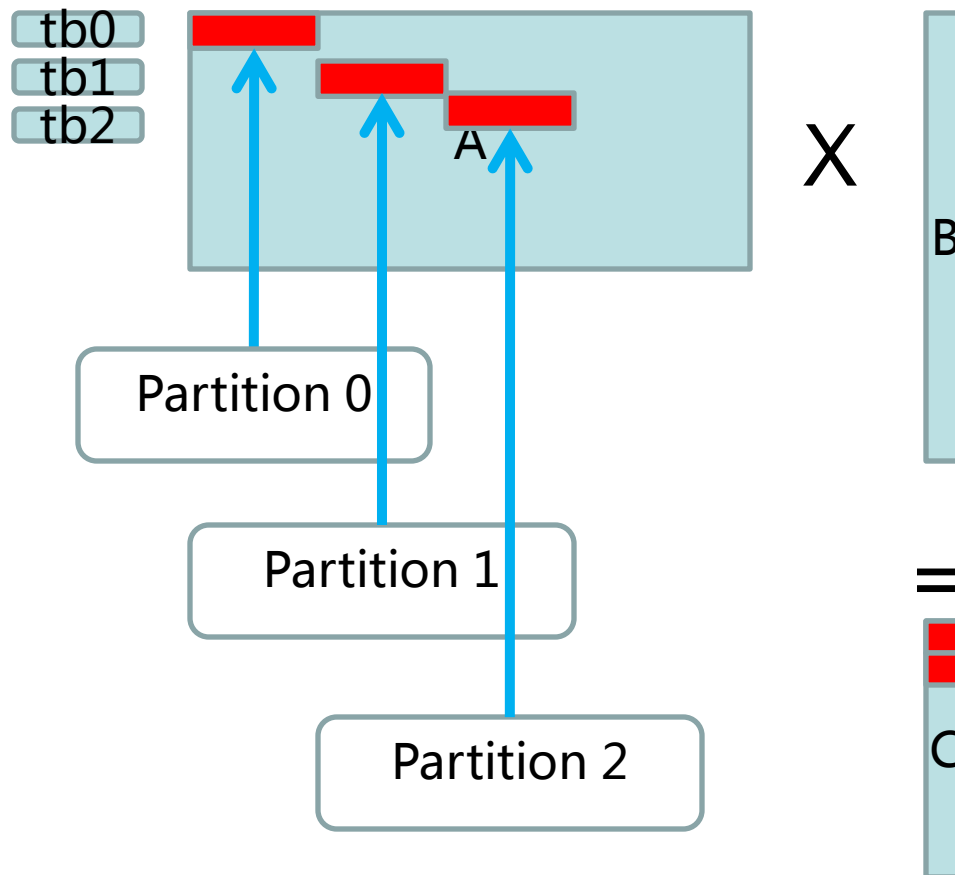 tb0
tb1
tb2
A
X
B
Partition 0
Partition 1
=
Partition 2
C